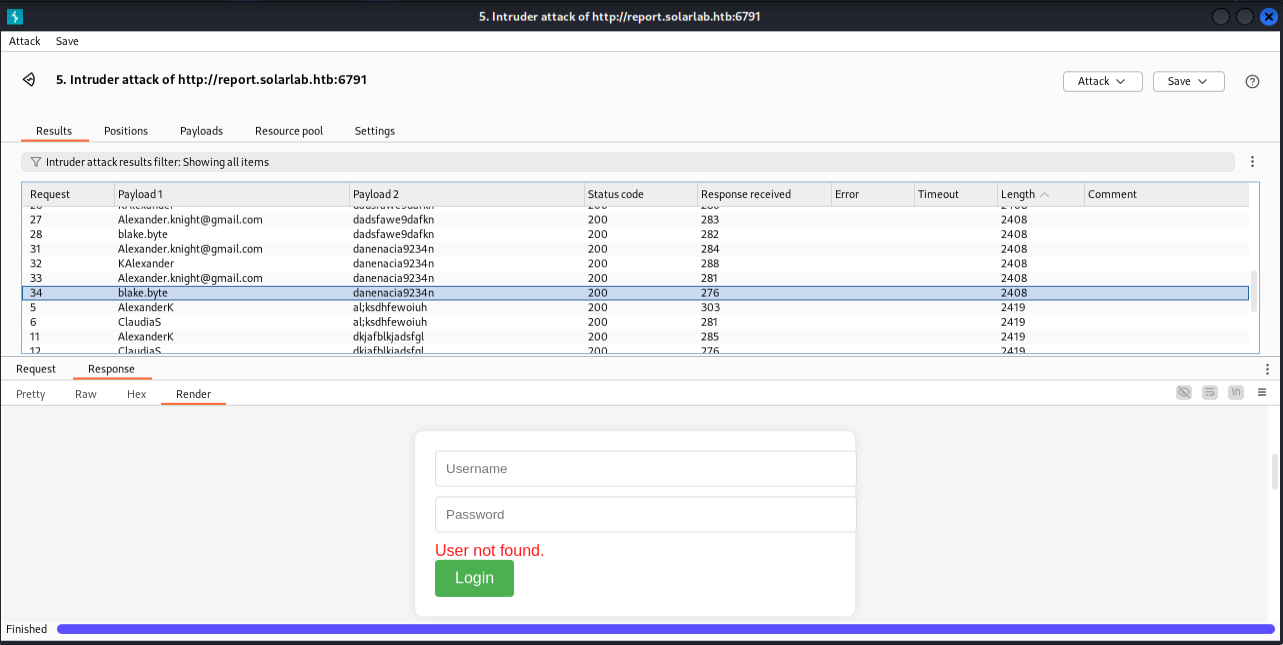 5. Intruder attack of http://report.solarlab.htb:6791
Attack Save
5. Intruder attack of http://report.solarlab.htb:6791
Attack Save
Results Positions Payloads Resource pool Settings
Intruder attack results filter: Showing all items
Request Payload 1 Payload 2 Status code Response received Error Timeout Length Comment
27 Alexander.knight@gmail.com dadsfawe9dafkn 200 283 2408
28 blake.byte dadsfawe9dafkn 200 282 2408
31 Alexander.knight@gmail.com danenacia9234n 200 284 2408
32 KAlexander danenacia9234n 200 288 2408
33 Alexander.knight@gmail.com danenacia9234n 200 281 2408
34 blake.byte danenacia9234n 200 276 2408
5 AlexanderK al;ksdhfewoiuh 200 303 2419
6 ClaudiaS al;ksdhfewoiuh 200 281 2419
11 AlexanderK dkjafblkjadsfgl 200 285 2419
12 ClaudiaS dkjafblkjadsfgl 200 276 2419
Request Response
Pretty Raw Hex Render
\n
Username
Password
User not found.
Login
Finished